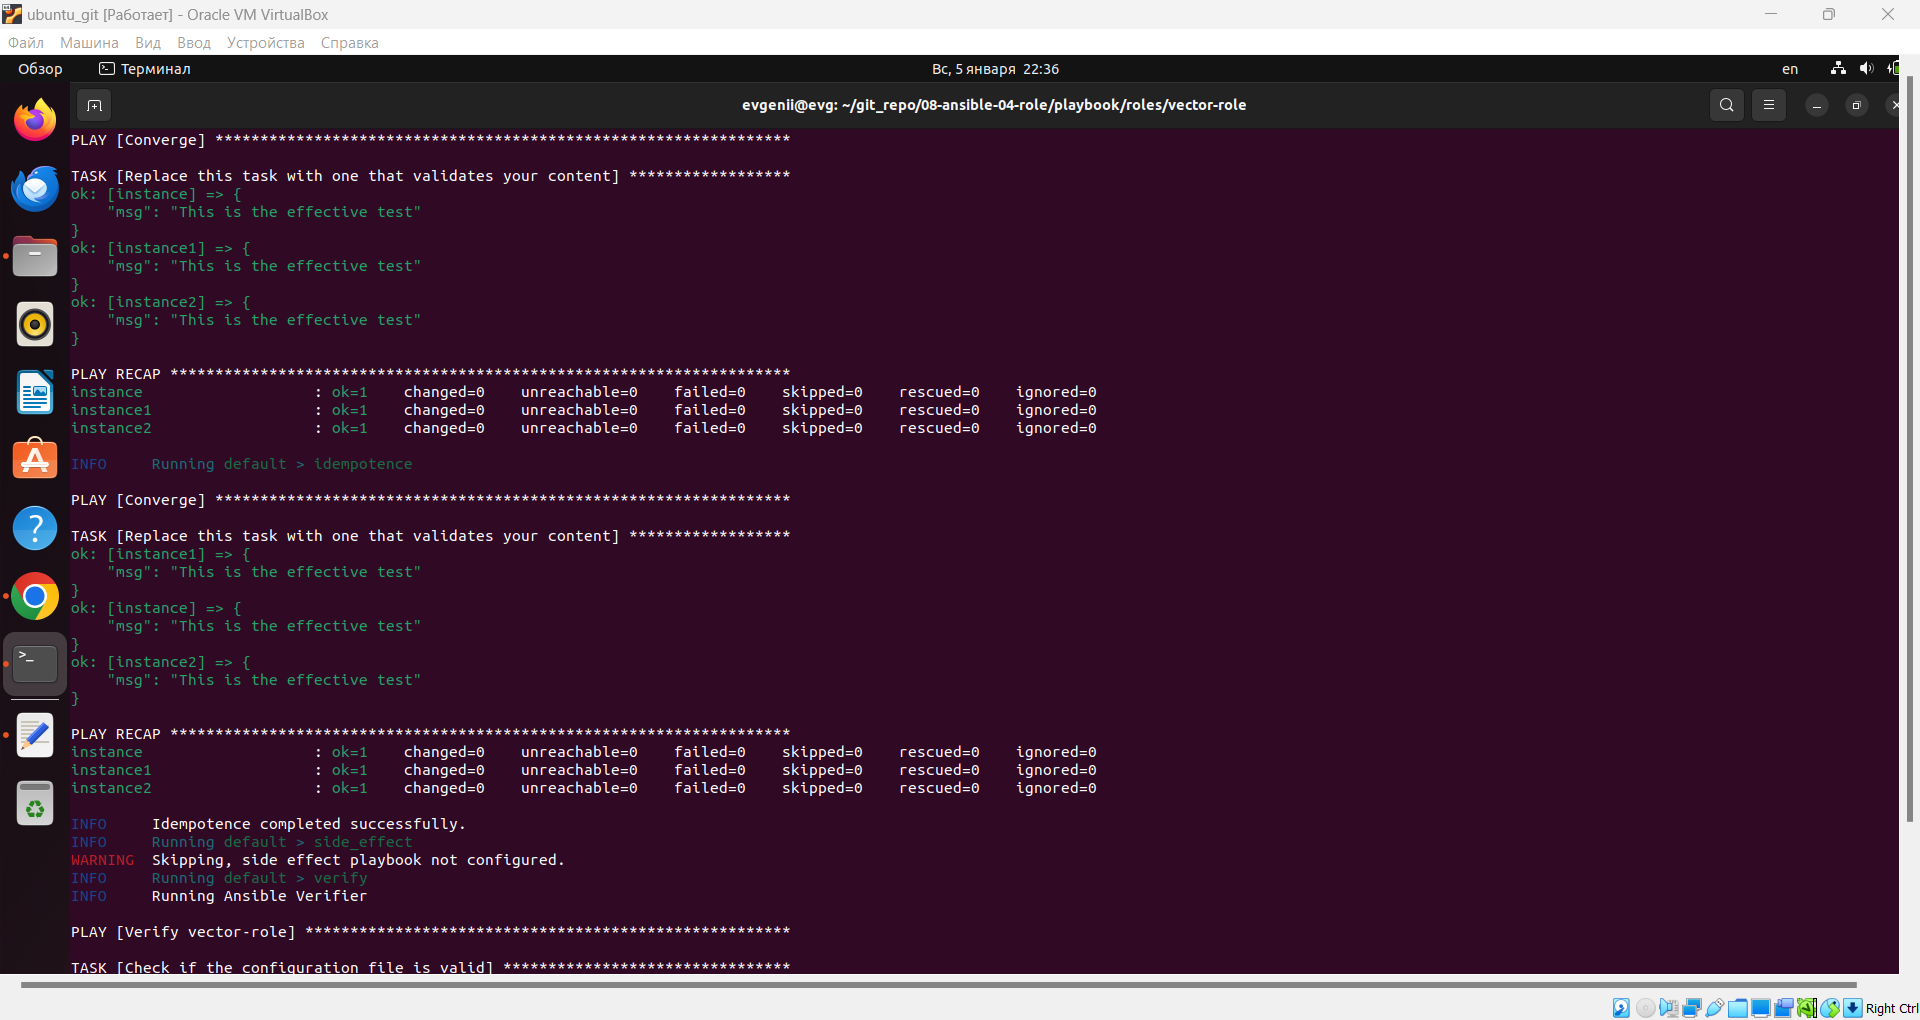 ubuntu_git [Работает] - Oracle VM VirtualBox
Файл Машина Вид Ввод Устройства Справка
Обзор Терминал Вс, 5 января 22:36 en
evgenii@evg: ~/git_repo/08-ansible-04-role/playbook/roles/vector-role
PLAY [Converge] ****************************************************************
TASK [Replace this task with one that validates your content] ******************
ok: [instance] => {
    "msg": "This is the effective test"
}
ok: [instance1] => {
    "msg": "This is the effective test"
}
ok: [instance2] => {
    "msg": "This is the effective test"
}
PLAY RECAP *********************************************************************
instance                   : ok=1    changed=0    unreachable=0    failed=0    skipped=0    rescued=0    ignored=0
instance1                  : ok=1    changed=0    unreachable=0    failed=0    skipped=0    rescued=0    ignored=0
instance2                  : ok=1    changed=0    unreachable=0    failed=0    skipped=0    rescued=0    ignored=0
INFO     Running default > idempotence
PLAY [Converge] ****************************************************************
TASK [Replace this task with one that validates your content] ******************
ok: [instance1] => {
    "msg": "This is the effective test"
}
ok: [instance] => {
    "msg": "This is the effective test"
}
ok: [instance2] => {
    "msg": "This is the effective test"
}
PLAY RECAP *********************************************************************
instance                   : ok=1    changed=0    unreachable=0    failed=0    skipped=0    rescued=0    ignored=0
instance1                  : ok=1    changed=0    unreachable=0    failed=0    skipped=0    rescued=0    ignored=0
instance2                  : ok=1    changed=0    unreachable=0    failed=0    skipped=0    rescued=0    ignored=0
INFO     Idempotence completed successfully.
INFO     Running default > side_effect
WARNING  Skipping, side effect playbook not configured.
INFO     Running default > verify
INFO     Running Ansible Verifier
PLAY [Verify vector-role] ******************************************************
TASK [Check if the configuration file is valid] ********************************
Right Ctrl